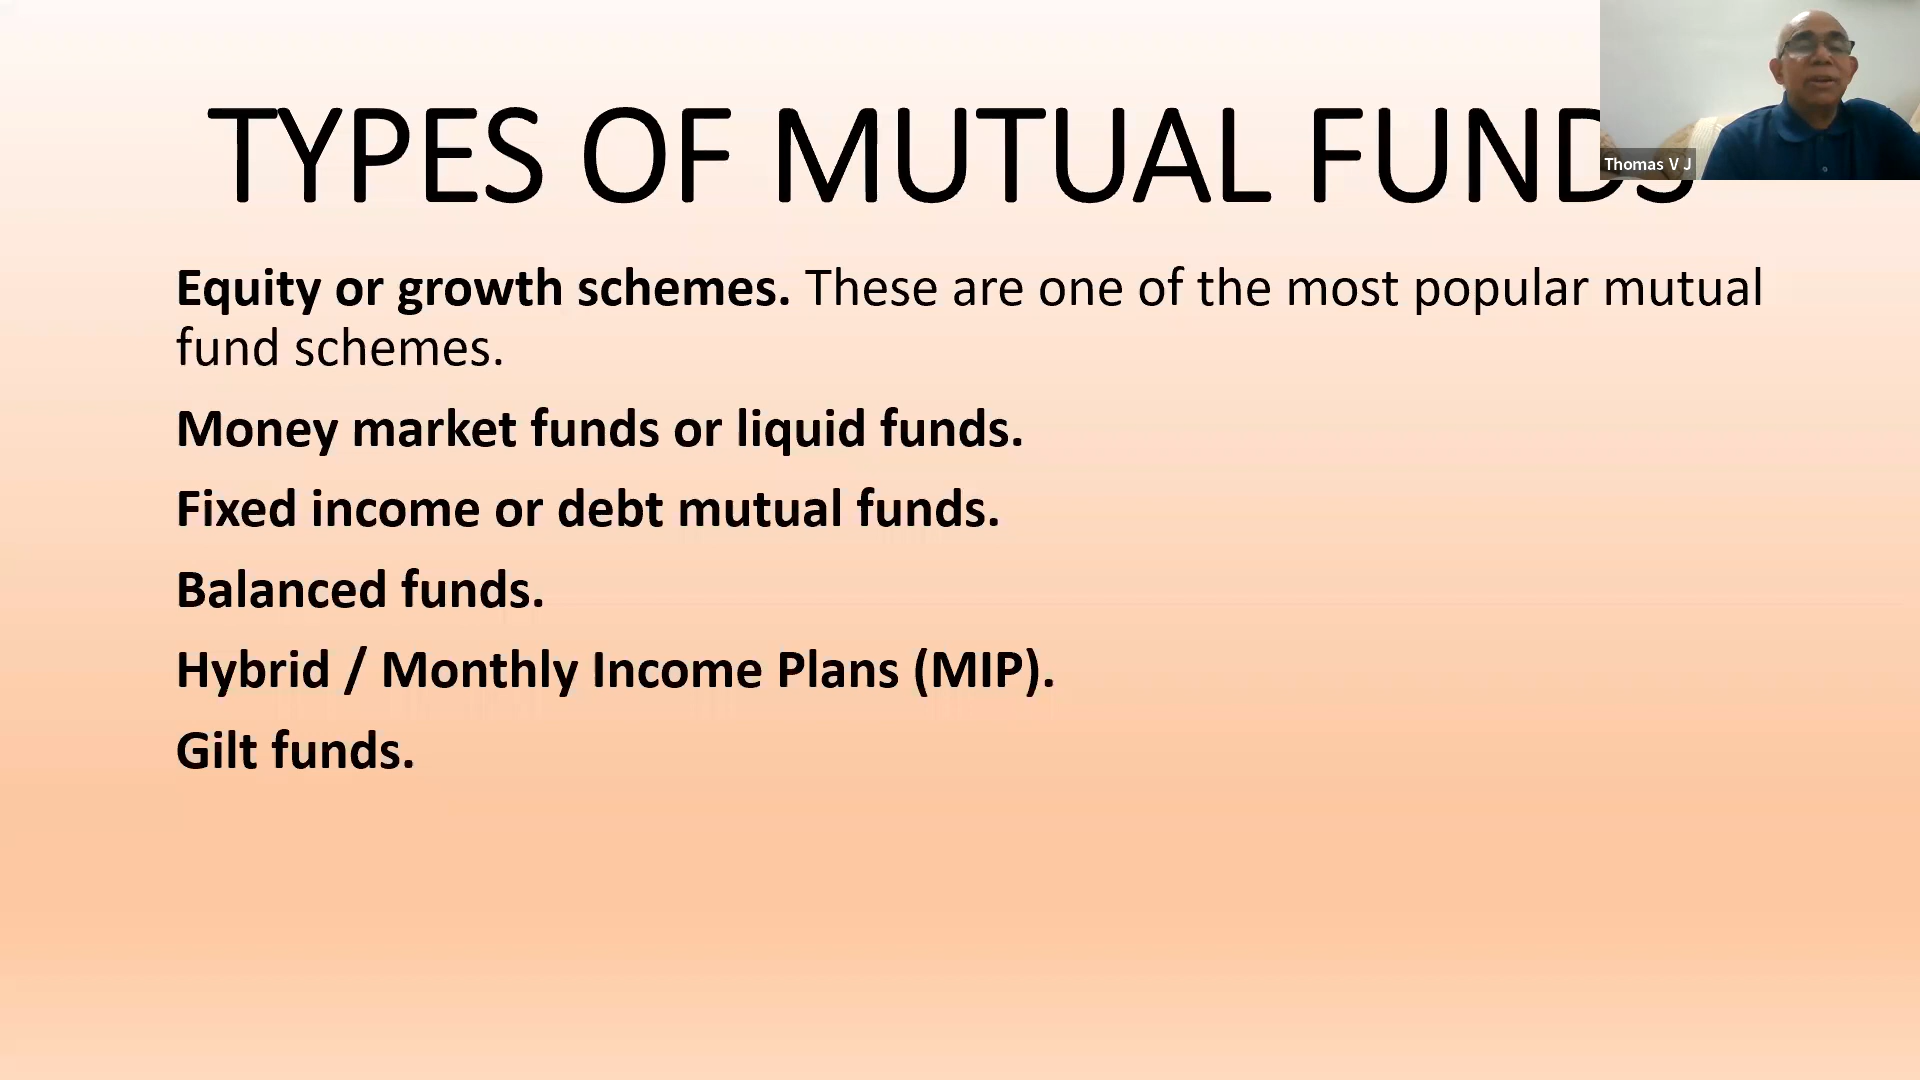 TYPES OF MUTUAL FUNDS
Thomas V J
Equity or growth schemes. These are one of the most popular mutual
fund schemes.
Money market funds or liquid funds.
Fixed income or debt mutual funds.
Balanced funds.
Hybrid / Monthly Income Plans (MIP).
Gilt funds.